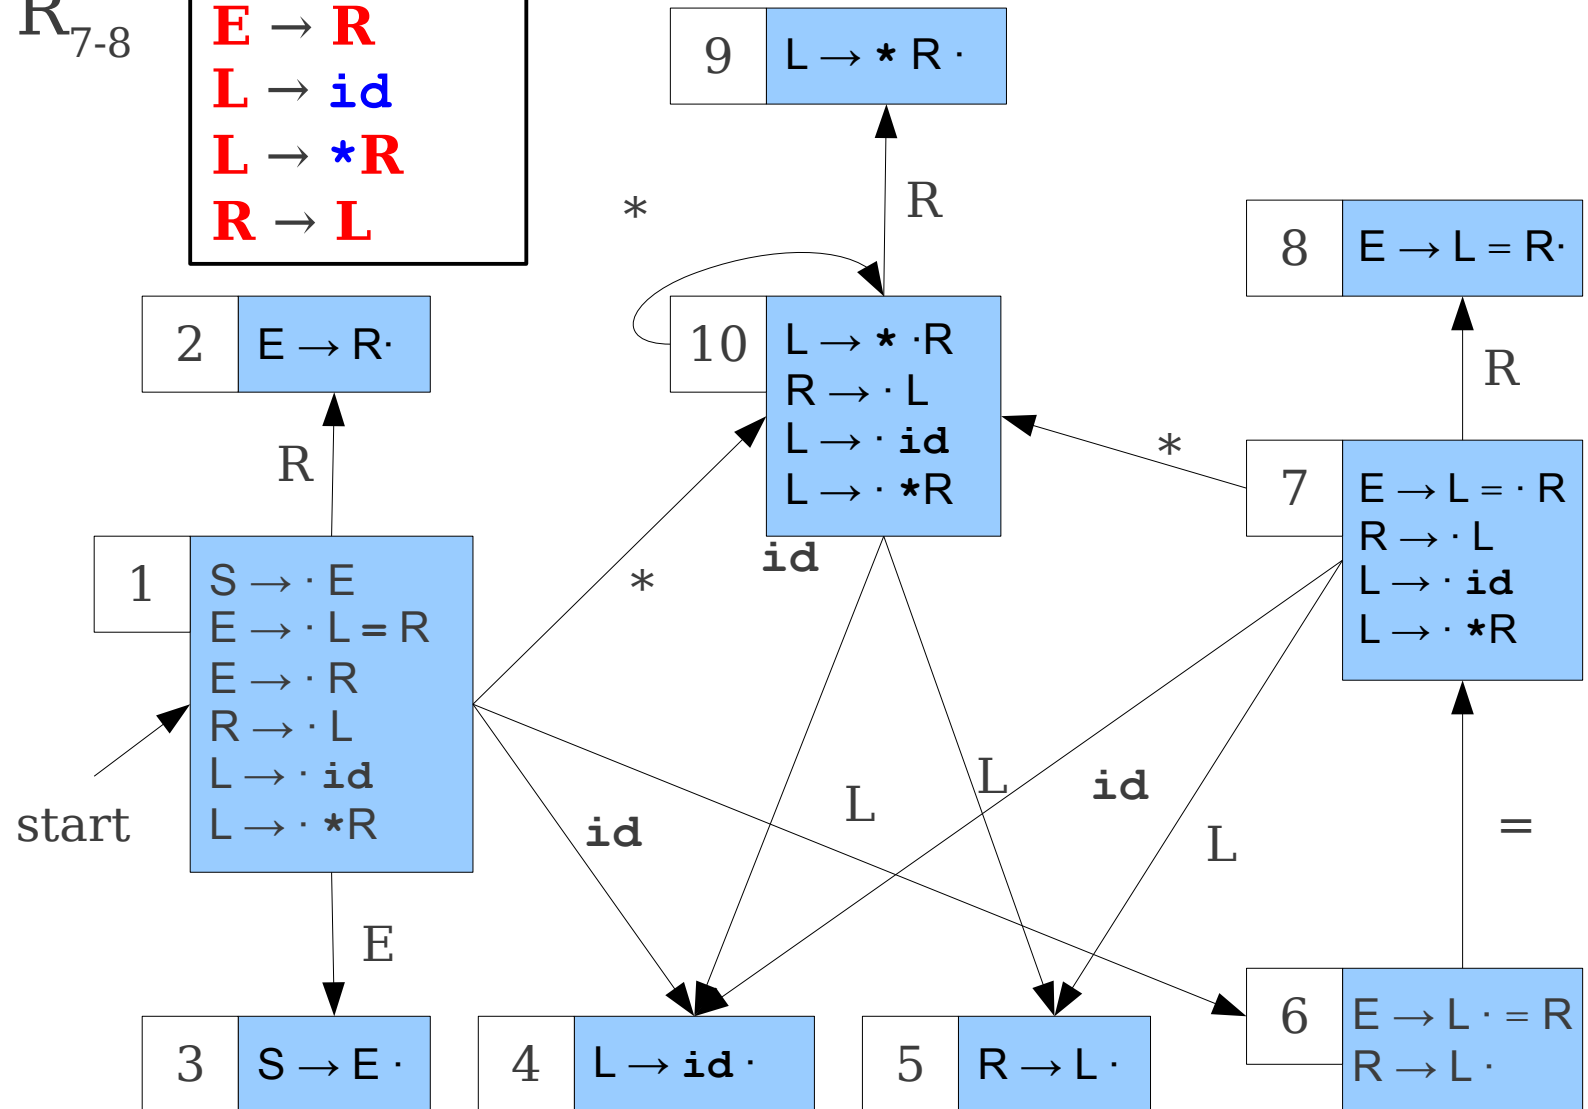 R7-8
E → R
L → id
L → *R
R → L
9
L → * R ·
*
R
8
E → L = R·
2
E → R·
10
L → * ·R
R → · L
L → · id
L → · *R
R
R
*
7
E → L = · R
R → · L
L → · id
L → · *R
1
S → · E
E → · L = R
E → · R
R → · L
L → · id
L → · *R
*
id
start
id
L
L
id
L
=
E
3
S → E ·
4
L → id ·
5
R → L ·
6
E → L · = R
R → L ·